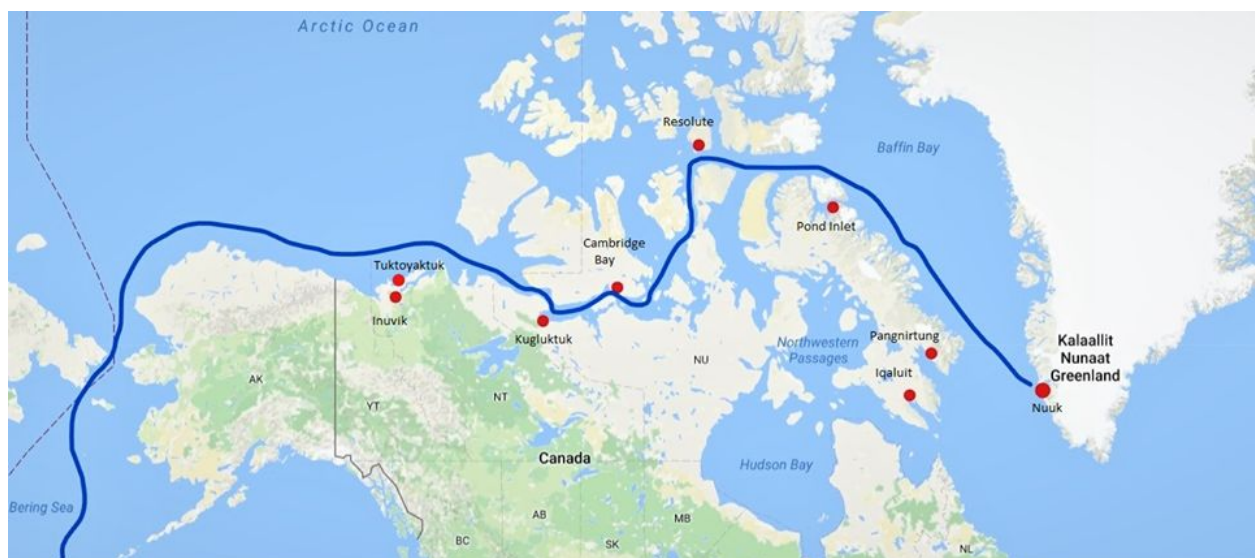 Arctic Ocean
Resolute
Baffin Bay
Pond Inlet
Cambridge
Bay
Tuktoyaktuk
Inuvik
Kugluktuk
Northwestern
Passages
Pangnirtung
Iqaluit
Kalaallit
Nunaat
Greenland
Nuuk
NU
AK
YT
NT
Canada
Hudson Bay
Bering Sea
AB
MB
BC
SK
NL